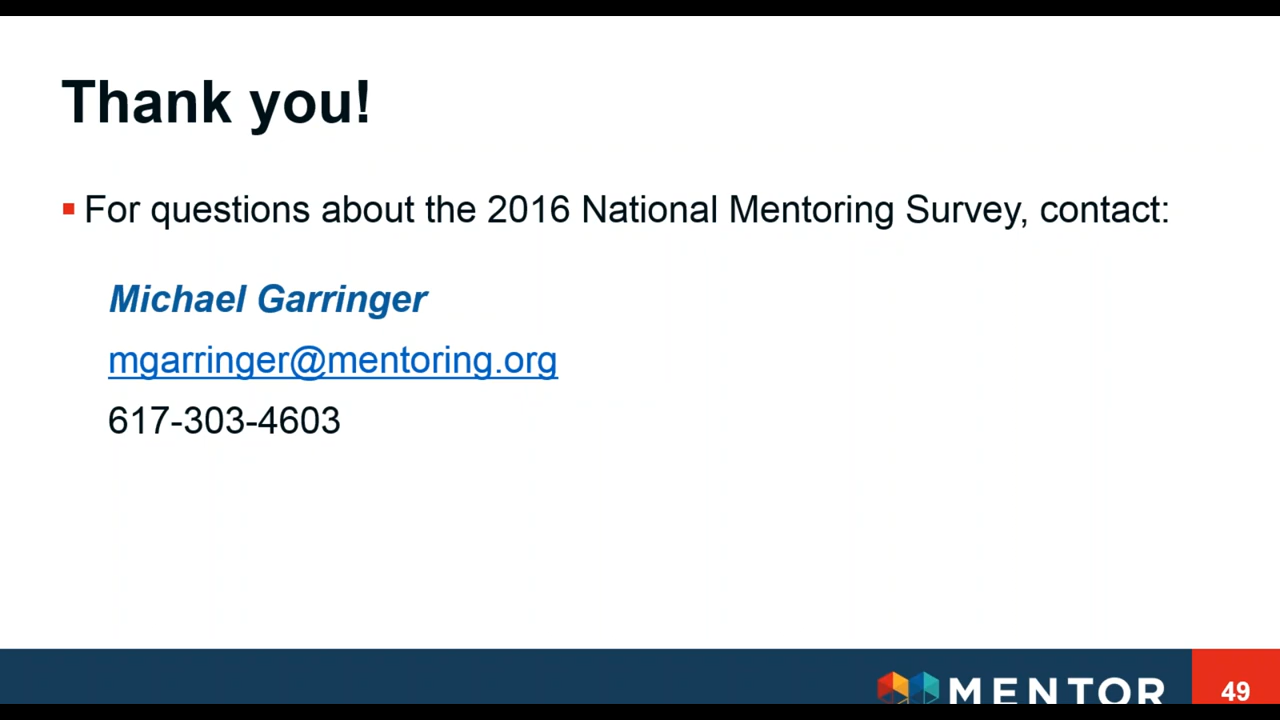 Thank you!
For questions about the 2016 National Mentoring Survey, contact:
Michael Garringer
mgarringer@mentoring.org
617-303-4603
MENTOR
49